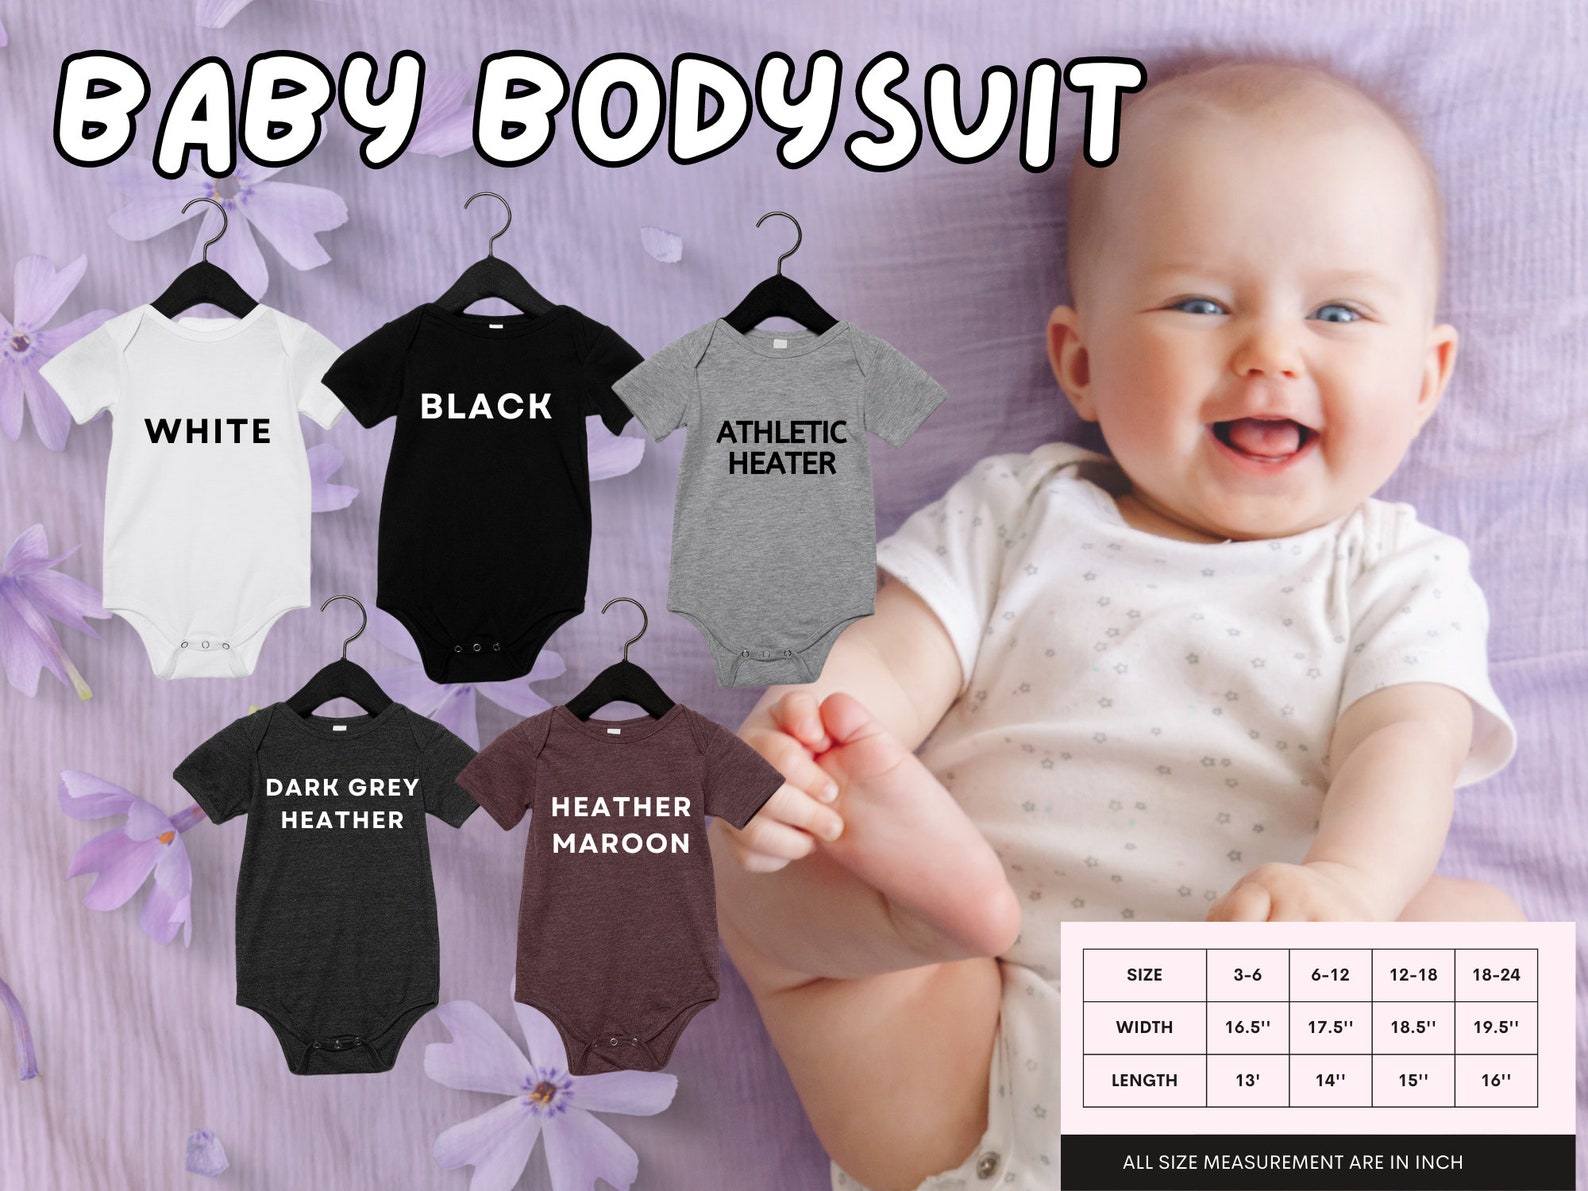 BABY BODYSUIT
WHITE
BLACK
ATHLETIC
HEATER
DARK GREY
HEATHER
HEATHER
MAROON
SIZE 3-6 6-12 12-18 18-24
WIDTH 16.5'' 17.5'' 18.5'' 19.5''
LENGTH 13' 14'' 15'' 16''
ALL SIZE MEASUREMENT ARE IN INCH